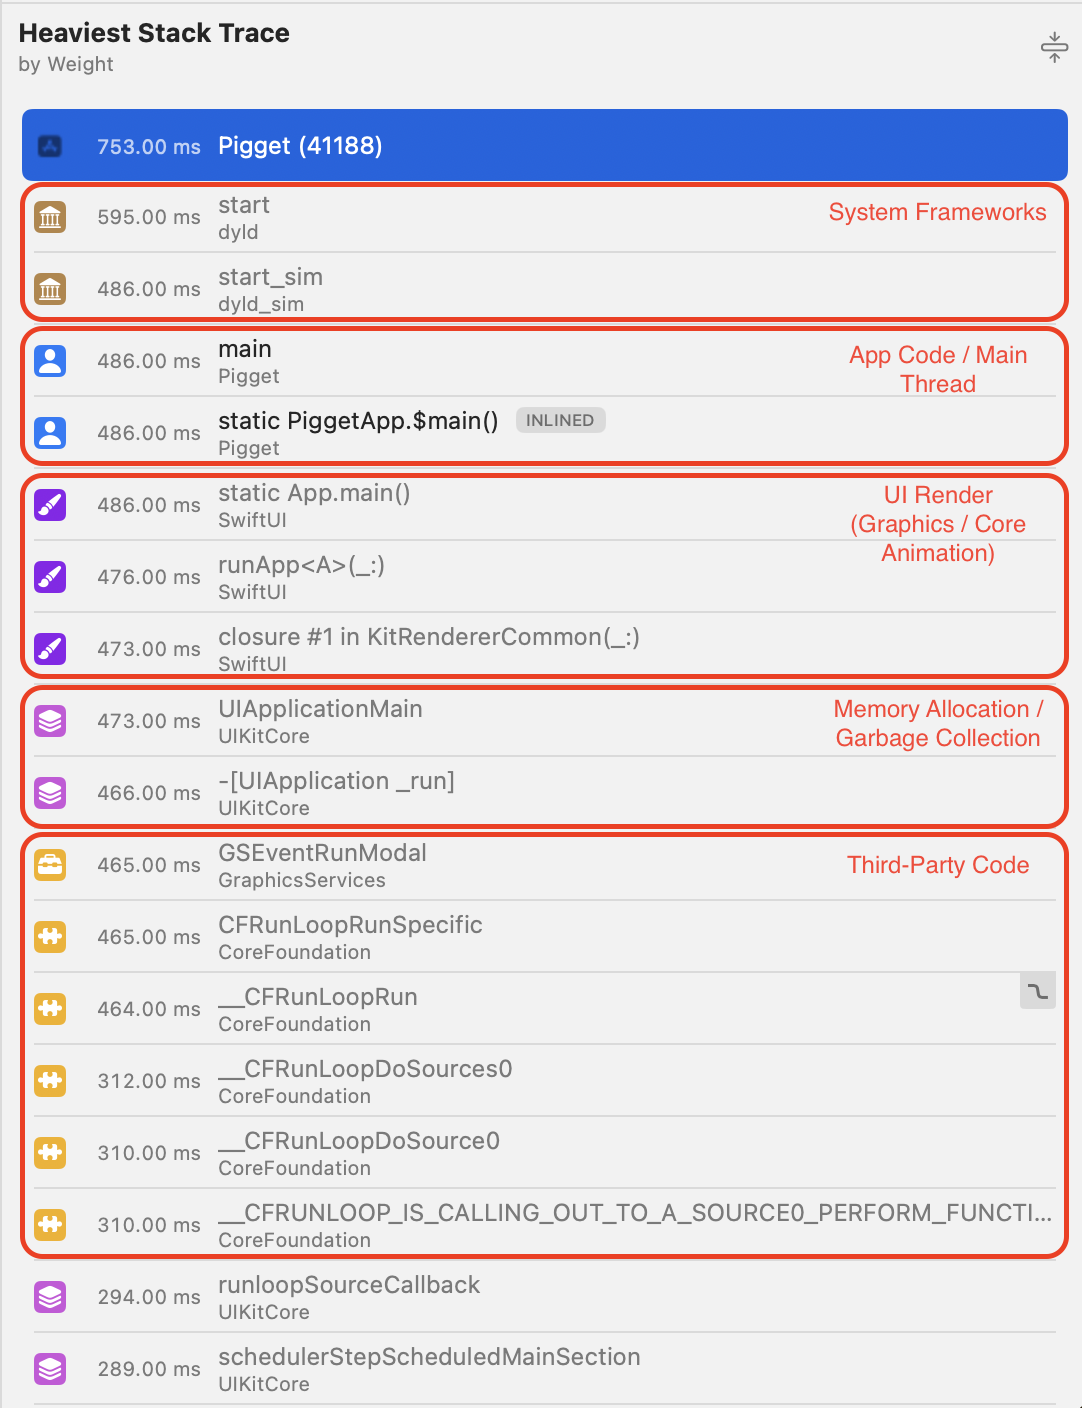 Heaviest Stack Trace
by Weight
753.00 ms Pigget (41188)
595.00 ms start
dyld
System Frameworks
486.00 ms start_sim
dyld_sim
486.00 ms main
Pigget
App Code / Main
Thread
486.00 ms static PiggetApp.$main() INLINED
Pigget
486.00 ms static App.main()
SwiftUI
UI Render
(Graphics / Core
Animation)
476.00 ms runApp<A>(_:)
SwiftUI
473.00 ms closure #1 in KitRendererCommon(_:)
SwiftUI
473.00 ms UIApplicationMain
UIKitCore
Memory Allocation /
Garbage Collection
466.00 ms -[UIApplication _run]
UIKitCore
465.00 ms GSEventRunModal
GraphicsServices
Third-Party Code
465.00 ms CFRunLoopRunSpecific
CoreFoundation
464.00 ms __CFRunLoopRun
CoreFoundation
312.00 ms __CFRunLoopDoSources0
CoreFoundation
310.00 ms __CFRunLoopDoSource0
CoreFoundation
310.00 ms __CFRUNLOOP_IS_CALLING_OUT_TO_A_SOURCE0_PERFORM_FUNCTI...
CoreFoundation
294.00 ms runloopSourceCallback
UIKitCore
289.00 ms schedulerStepScheduledMainSection
UIKitCore